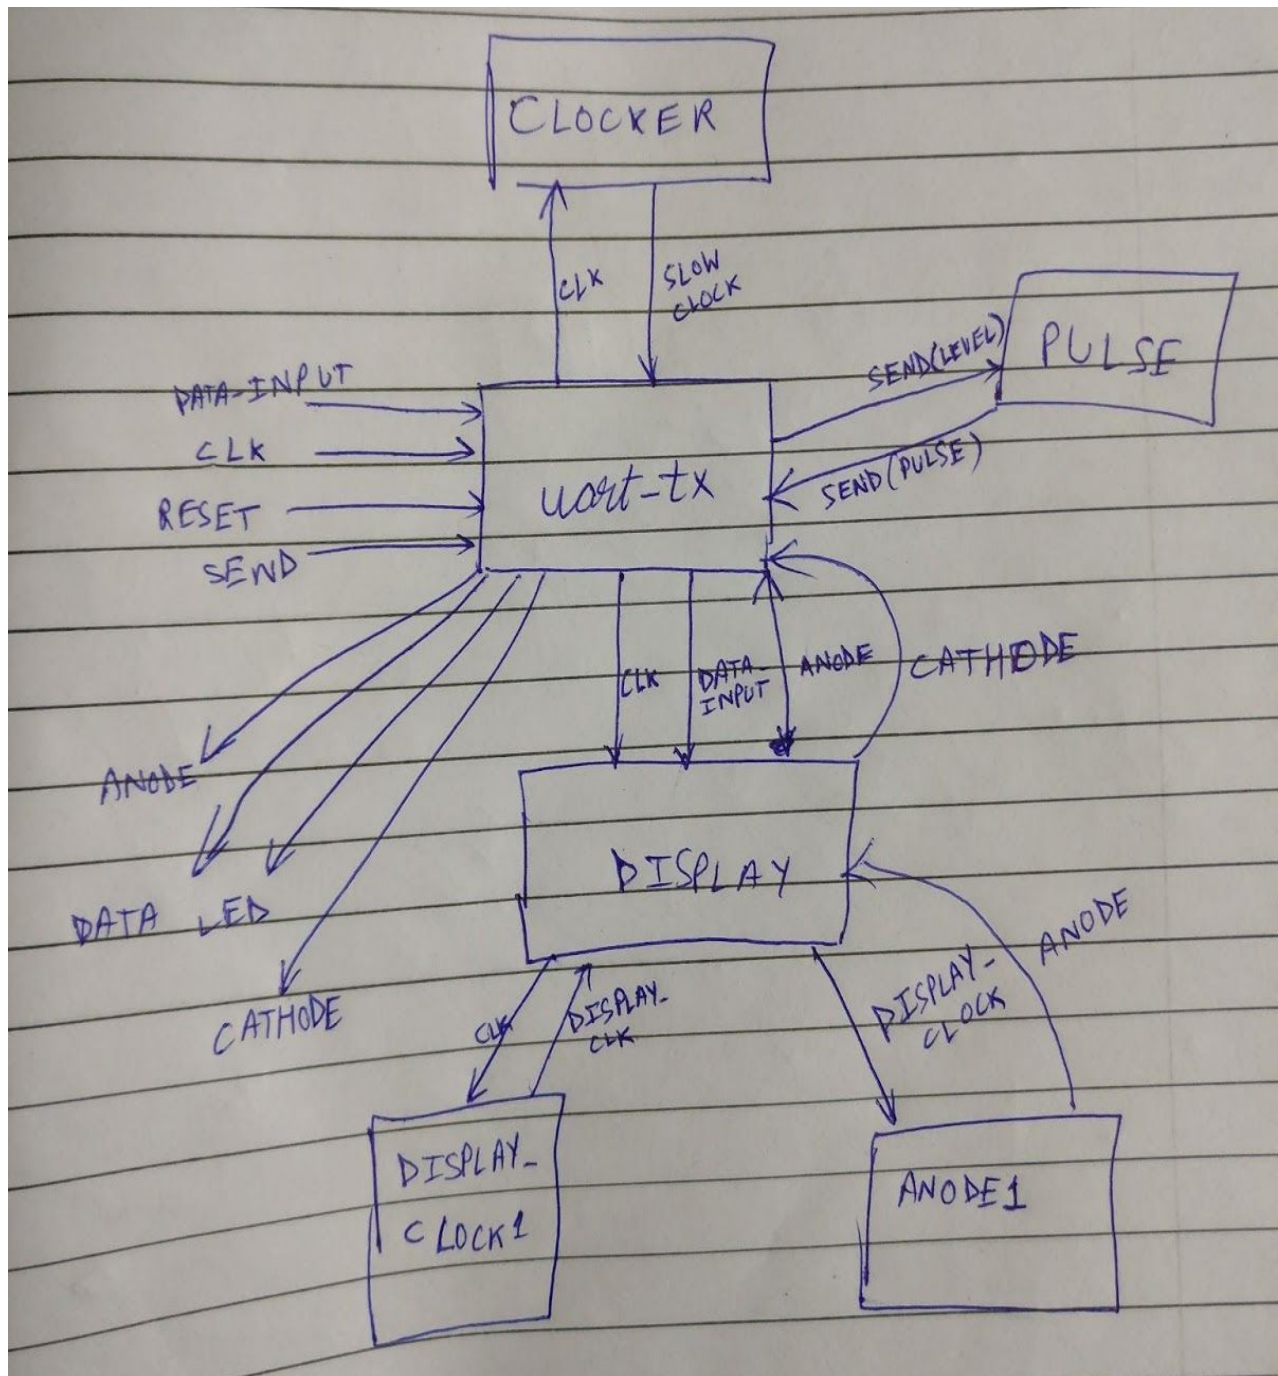 CLOCKER
CLK
SLOW
CLOCK
SEND(LEVEL)
PULSE
DATA-INPUT
CLK
RESET
SEND
uart-tx
SEND(PULSE)
CLK
DATA-
INPUT
ANODE
CATHODE
ANODE
DATA LED
CATHODE
DISPLAY
CLK
DISPLAY-
CLK
DISPLAY-
CLOCK
ANODE
DISPLAY-
CLOCK1
ANODE1